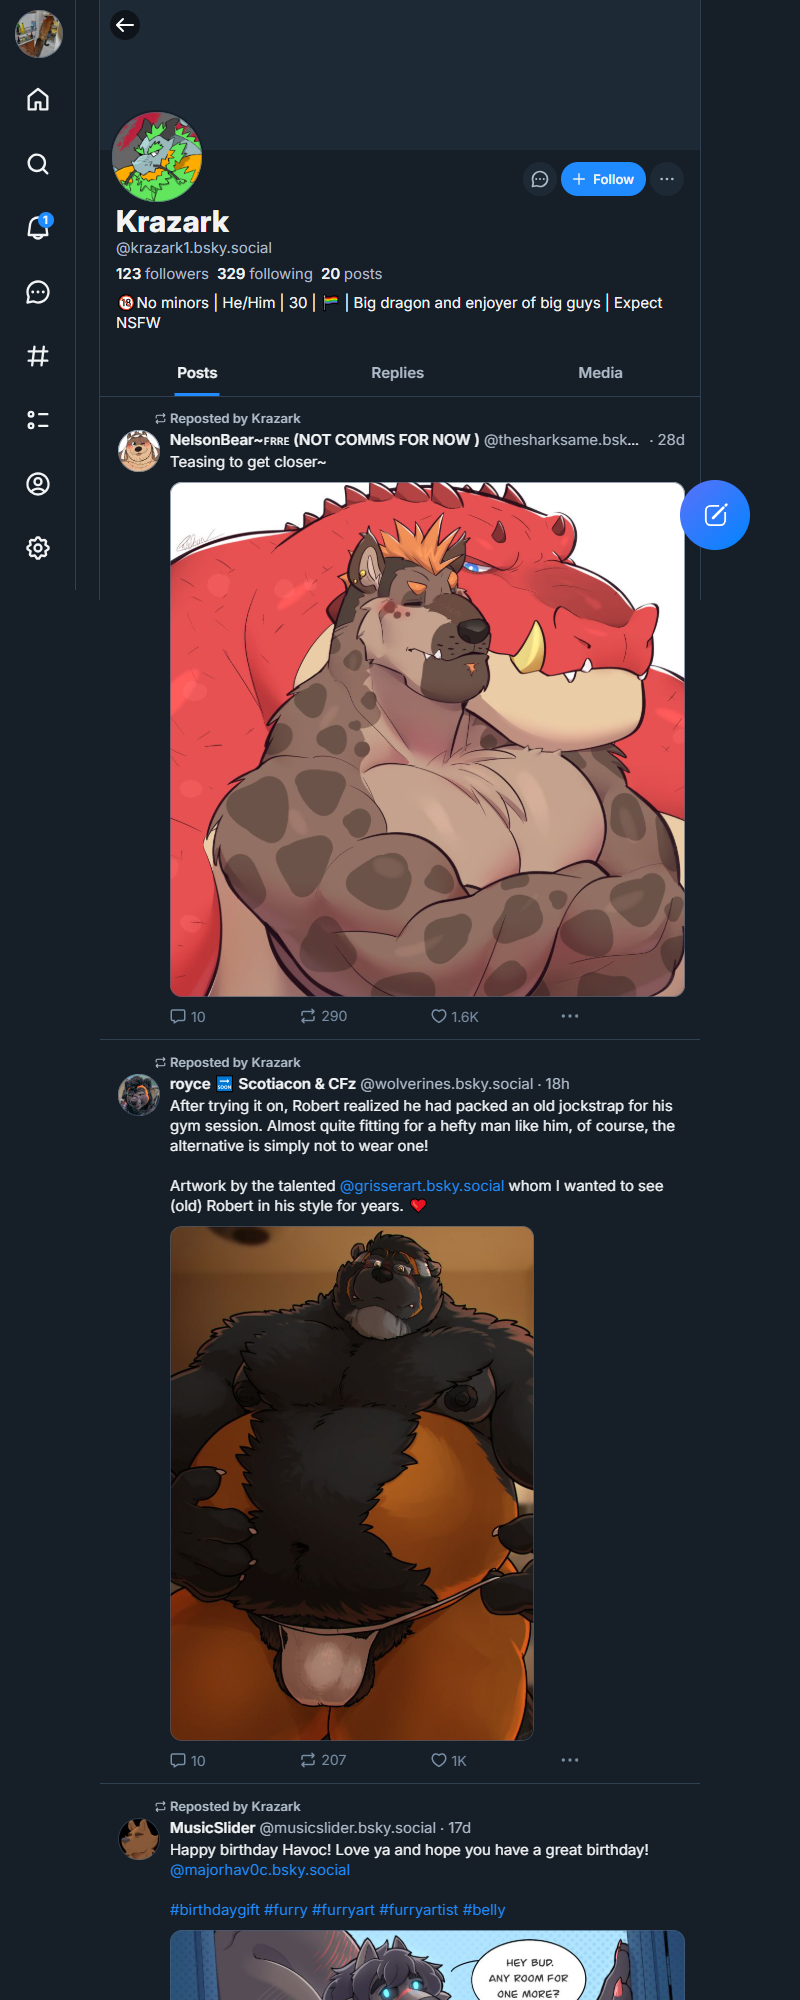 1
Follow
Krazark
@krazark1.bsky.social
123 followers 329 following 20 posts
🔞No minors | He/Him | 30 | 🏴‍🌈 | Big dragon and enjoyer of big guys | Expect
NSFW
Posts Replies Media
Reposted by Krazark
NelsonBear~ꜰʀʀᴇ (NOT COMMS FOR NOW ) @thesharksame.bsk... · 28d
Teasing to get closer~
10 290 1.6K
Reposted by Krazark
royce 🔜 Scotiacon & CFz @wolverines.bsky.social · 18h
After trying it on, Robert realized he had packed an old jockstrap for his
gym session. Almost quite fitting for a hefty man like him, of course, the
alternative is simply not to wear one!
Artwork by the talented @grisserart.bsky.social whom I wanted to see
(old) Robert in his style for years. ❤️
10 207 1K
Reposted by Krazark
MusicSlider @musicslider.bsky.social · 17d
Happy birthday Havoc! Love ya and hope you have a great birthday!
@majorhav0c.bsky.social
#birthdaygift #furry #furryart #furryartist #belly
HEY BUD.
ANY ROOM FOR
ONE MORE?